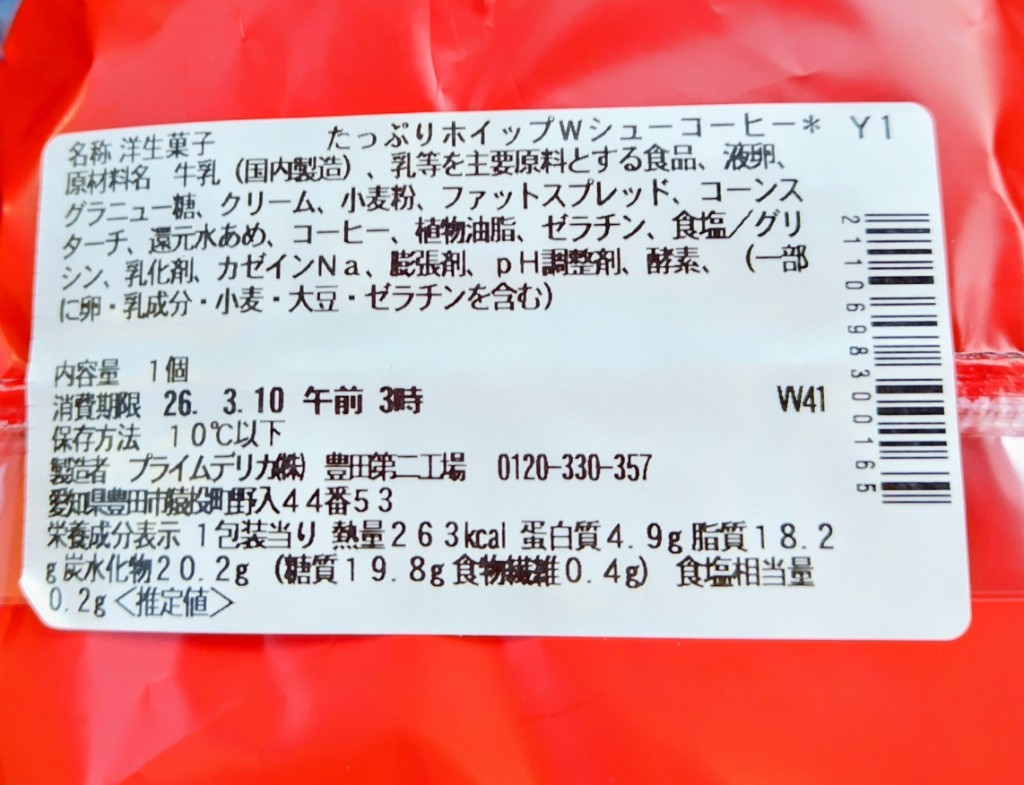 名称 洋生菓子 たっぷりホイップWシューコーヒー* Y1
原材料名 牛乳（国内製造）、乳等を主要原料とする食品、液卵、
グラニュー糖、クリーム、小麦粉、ファットスプレッド、コーンス
ターチ、還元水あめ、コーヒー、植物油脂、ゼラチン、食塩／グリ
シン、乳化剤、カゼインNa、膨張剤、pH調整剤、酵素、（一部
に卵・乳成分・小麦・大豆・ゼラチンを含む）
内容量 1個
消費期限 26. 3.10 午前 3時 W41
保存方法 10℃以下
製造者 プライムデリカ㈱ 豊田第二工場 0120-330-357
愛知県豊田市猿投町野入44番53
栄養成分表示 1包装当り 熱量263kcal 蛋白質4.9g 脂質18.2
g 炭水化物20.2g （糖質19.8g 食物繊維0.4g） 食塩相当量
0.2g＜推定値＞
2110698300165